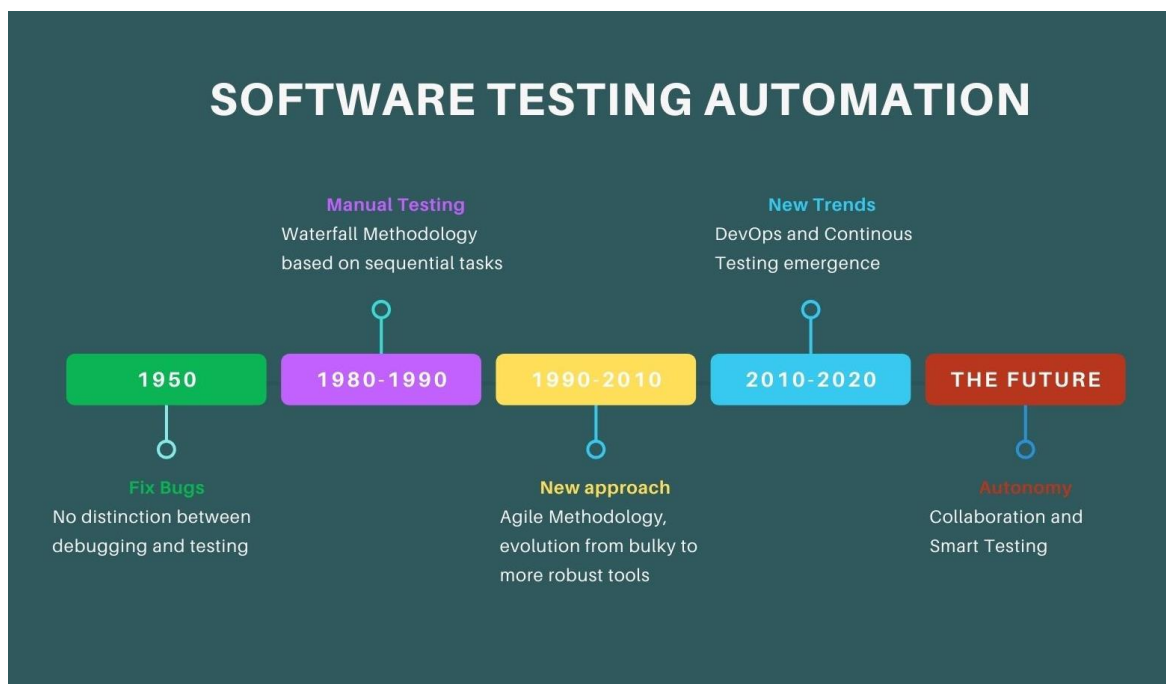 SOFTWARE TESTING AUTOMATION
Manual Testing
Waterfall Methodology
based on sequential tasks
New Trends
DevOps and Continous
Testing emergence
1950
1980-1990
1990-2010
2010-2020
THE FUTURE
Fix Bugs
No distinction between
debugging and testing
New approach
Agile Methodology,
evolution from bulky to
more robust tools
Autonomy
Collaboration and
Smart Testing